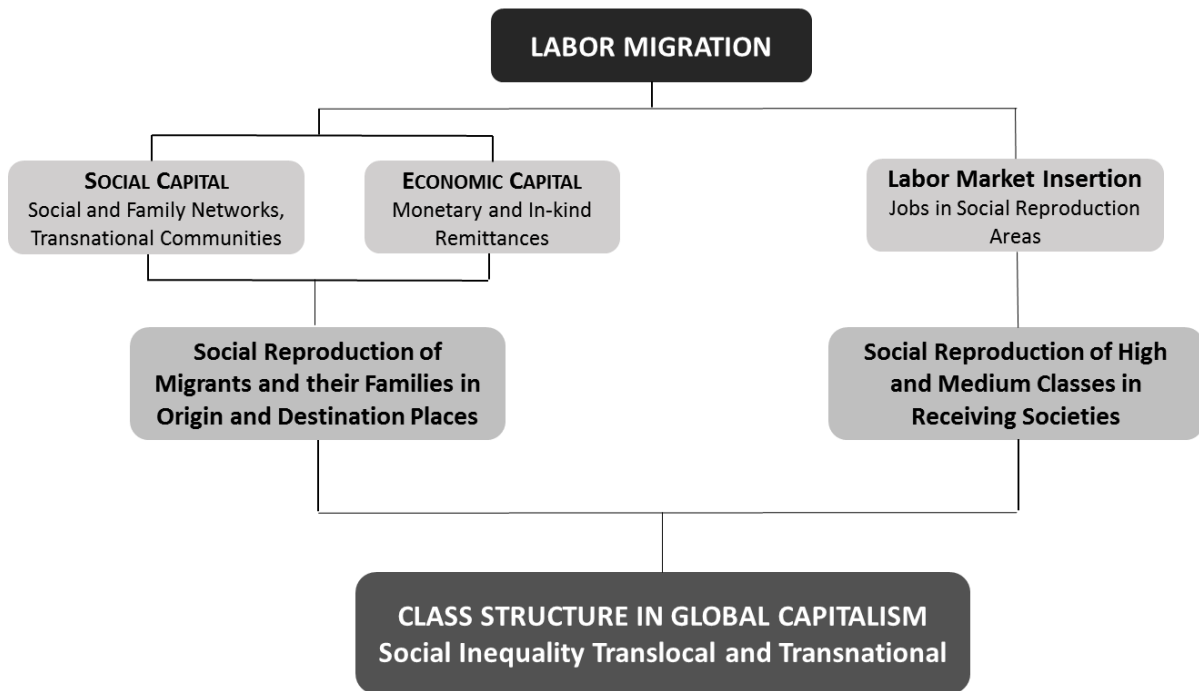 LABOR MIGRATION
SOCIAL CAPITAL
Social and Family Networks,
Transnational Communities
ECONOMIC CAPITAL
Monetary and In-kind
Remittances
Labor Market Insertion
Jobs in Social Reproduction
Areas
Social Reproduction of
Migrants and their Families in
Origin and Destination Places
Social Reproduction of High
and Medium Classes in
Receiving Societies
CLASS STRUCTURE IN GLOBAL CAPITALISM
Social Inequality Translocal and Transnational